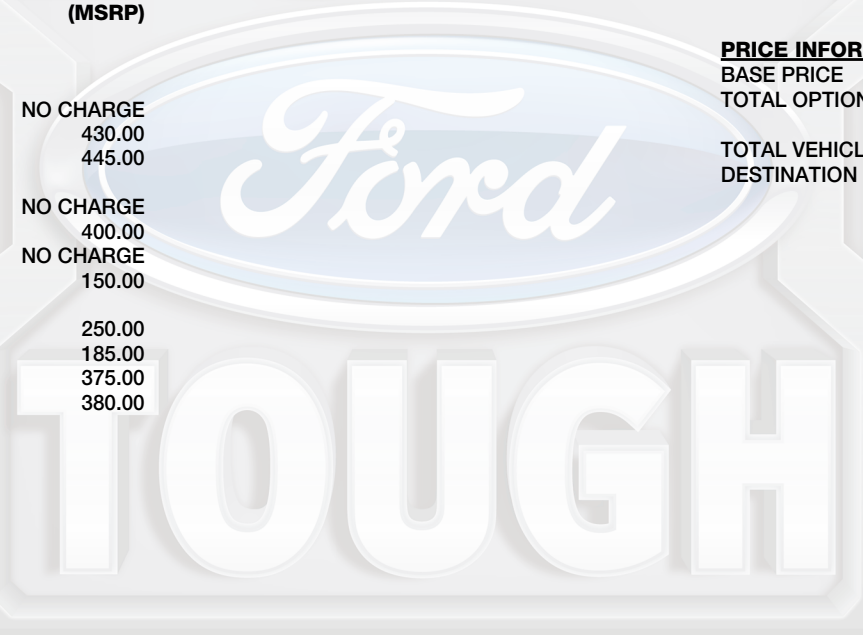 (MSRP)
NO CHARGE
430.00
445.00
NO CHARGE
400.00
NO CHARGE
150.00
250.00
185.00
375.00
380.00
PRICE INFOR
BASE PRICE
TOTAL OPTION
TOTAL VEHICL
DESTINATION
Ford
TOUGH